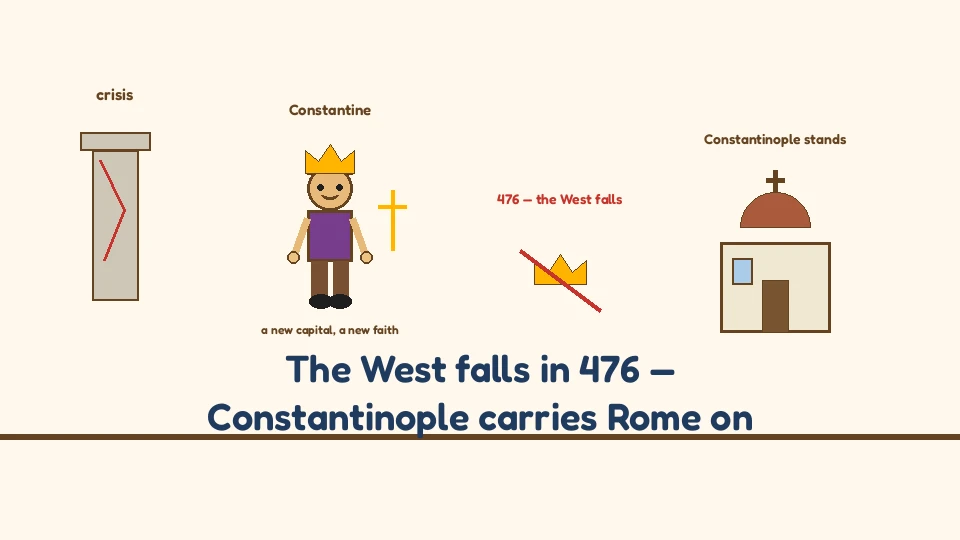 crisis
Constantine
Constantinople stands
476 — the West falls
a new capital, a new faith
The West falls in 476 —
Constantinople carries Rome on